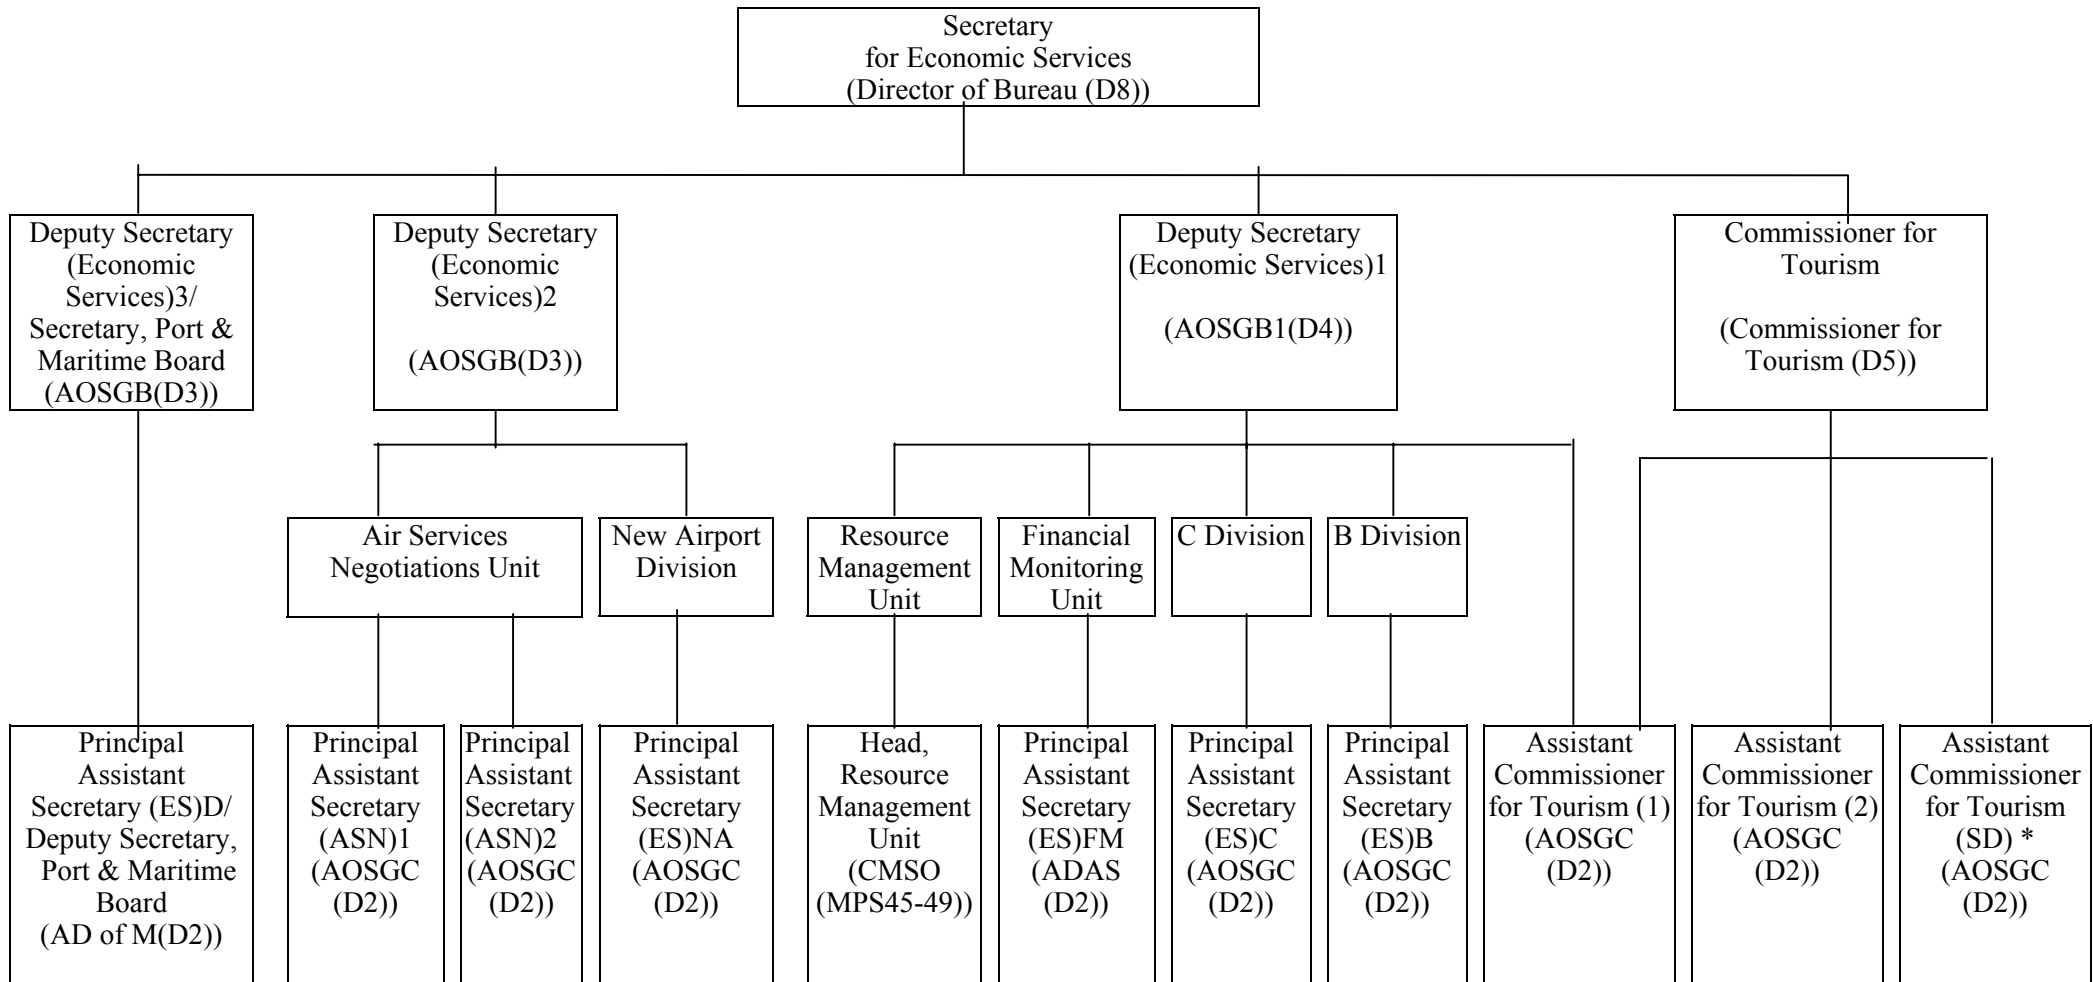 Secretary
for Economic Services
(Director of Bureau (D8))
Deputy Secretary
(Economic
Services)3/
Secretary, Port &
Maritime Board
(AOSGB(D3))
Deputy Secretary
(Economic
Services)2
(AOSGB(D3))
Deputy Secretary
(Economic Services)1
(AOSGB1(D4))
Commissioner for
Tourism
(Commissioner for
Tourism (D5))
Air Services
Negotiations Unit
New Airport
Division
Resource
Management
Unit
Financial
Monitoring
Unit
C Division
B Division
Principal
Assistant
Secretary (ES)D/
Deputy Secretary,
Port & Maritime
Board
(AD of M(D2))
Principal
Assistant
Secretary
(ASN)1
(AOSGC
(D2))
Principal
Assistant
Secretary
(ASN)2
(AOSGC
(D2))
Principal
Assistant
Secretary
(ES)NA
(AOSGC
(D2))
Head,
Resource
Management
Unit
(CMSO
(MPS45-49))
Principal
Assistant
Secretary
(ES)FM
(ADAS
(D2))
Principal
Assistant
Secretary
(ES)C
(AOSGC
(D2))
Principal
Assistant
Secretary
(ES)B
(AOSGC
(D2))
Assistant
Commissioner
for Tourism (1)
(AOSGC
(D2))
Assistant
Commissioner
for Tourism (2)
(AOSGC
(D2))
Assistant
Commissioner
for Tourism
(SD) *
(AOSGC
(D2))